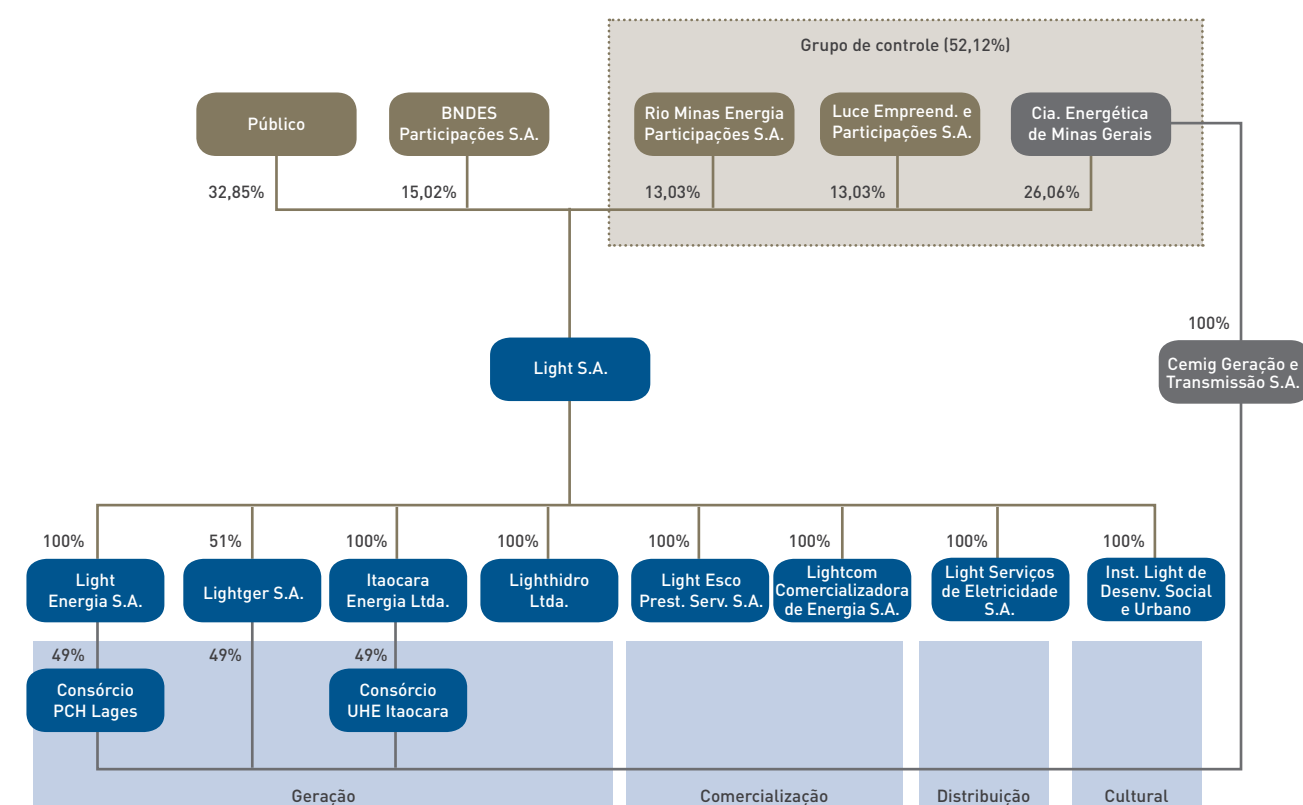 Grupo de controle (52,12%)
Público
BNDES
Participações S.A.
Rio Minas Energia
Participações S.A.
Luce Empreend. e
Participações S.A.
Cia. Energética
de Minas Gerais
32,85%
15,02%
13,03%
13,03%
26,06%
100%
Light S.A.
Cemig Geração e
Transmissão S.A.
100%
51%
100%
100%
100%
100%
100%
100%
Light
Energia S.A.
Lightger S.A.
Itaocara
Energia Ltda.
Lighthidro
Ltda.
Light Esco
Prest. Serv. S.A.
Lightcom
Comercializadora
de Energia S.A.
Light Serviços
de Eletricidade
S.A.
Inst. Light de
Desenv. Social
e Urbano
49%
49%
49%
Consórcio
PCH Lages
Consórcio
UHE Itaocara
Geração
Comercialização
Distribuição
Cultural